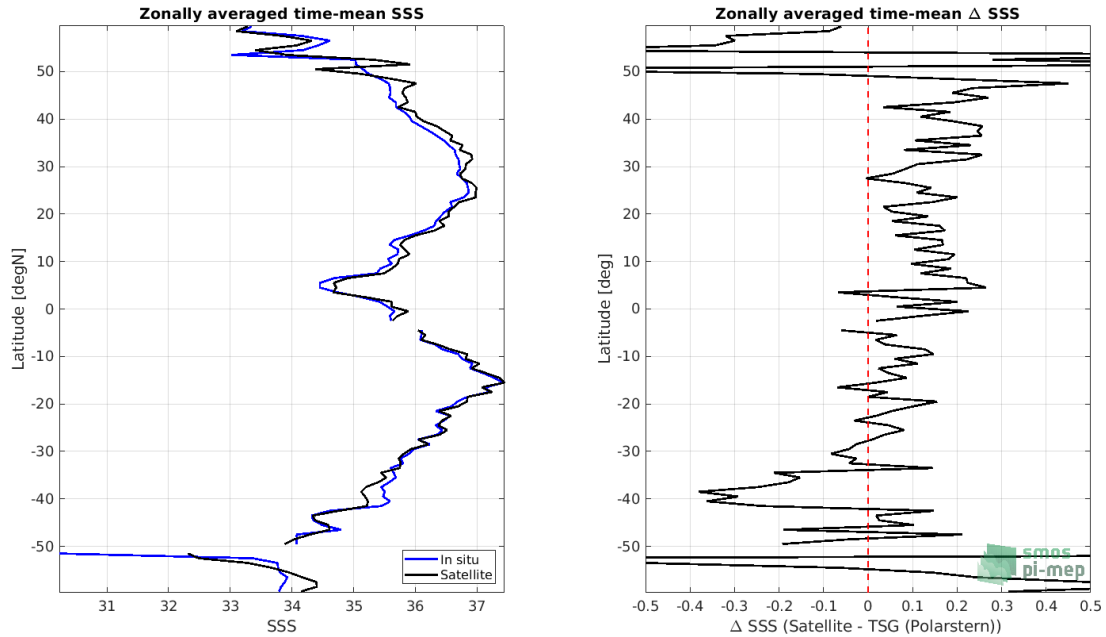 Zonally averaged time-mean SSS
Latitude [degN]
50
40
30
20
10
0
-10
-20
-30
-40
-50
In situ
Satellite
31 32 33 34 35 36 37
SSS
Zonally averaged time-mean Δ SSS
Latitude [deg]
50
40
30
20
10
0
-10
-20
-30
-40
-50
smos
pi-mep
-0.5 -0.4 -0.3 -0.2 -0.1 0 0.1 0.2 0.3 0.4 0.5
Δ SSS (Satellite - TSG (Polarstern))